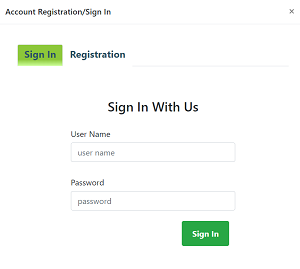 Account Registration/Sign In ×
Sign In Registration
Sign In With Us
User Name
user name
Password
password
Sign In